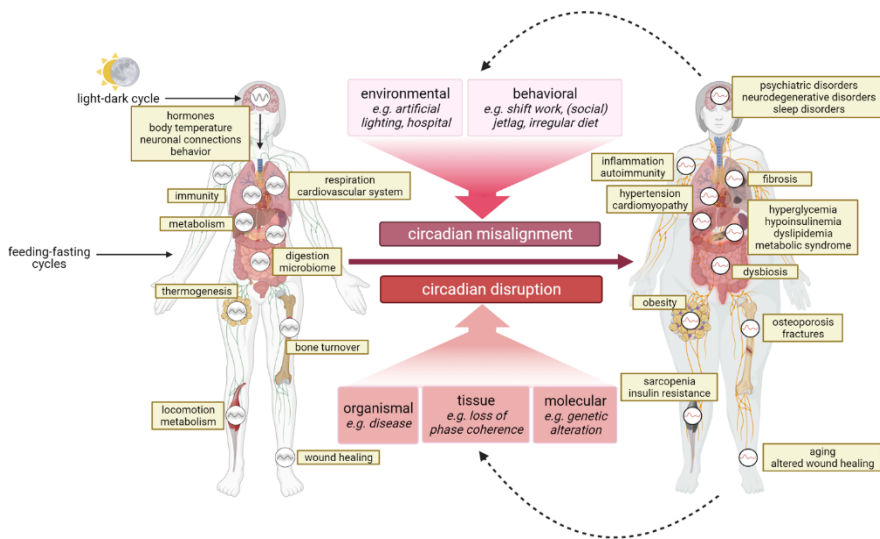 light-dark cycle
hormones
body temperature
neuronal connections
behavior
immunity
respiration
cardiovascular system
metabolism
feeding-fasting
cycles
digestion
microbiome
thermogenesis
bone turnover
locomotion
metabolism
wound healing
environmental
e.g. artificial
lighting, hospital
behavioral
e.g. shift work, (social)
jetlag, irregular diet
circadian misalignment
circadian disruption
organismal
e.g. disease
tissue
e.g. loss of
phase coherence
molecular
e.g. genetic
alteration
psychiatric disorders
neurodegenerative disorders
sleep disorders
inflammation
autoimmunity
fibrosis
hypertension
cardiomyopathy
hyperglycemia
hypoinsulinemia
dyslipidemia
metabolic syndrome
dysbiosis
obesity
osteoporosis
fractures
sarcopenia
insulin resistance
aging
altered wound healing